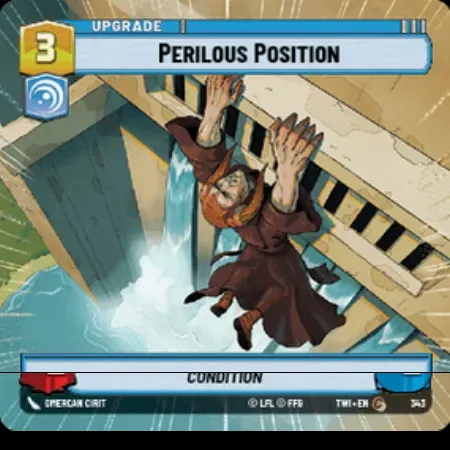 UPGRADE
3
PERILOUS POSITION
CONDITION
OMERCAN CIRIT
© LFL © FFG
TWI • EN
C
343